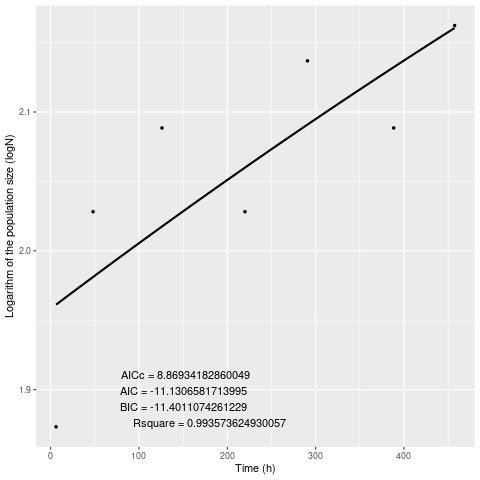 Logarithm of the population size (logN)
2.1
2.0
1.9
AICc = 8.86934182860049
AIC = -11.1306581713995
BIC = -11.4011074261229
Rsquare = 0.993573624930057
0 100 200 300 400
Time (h)